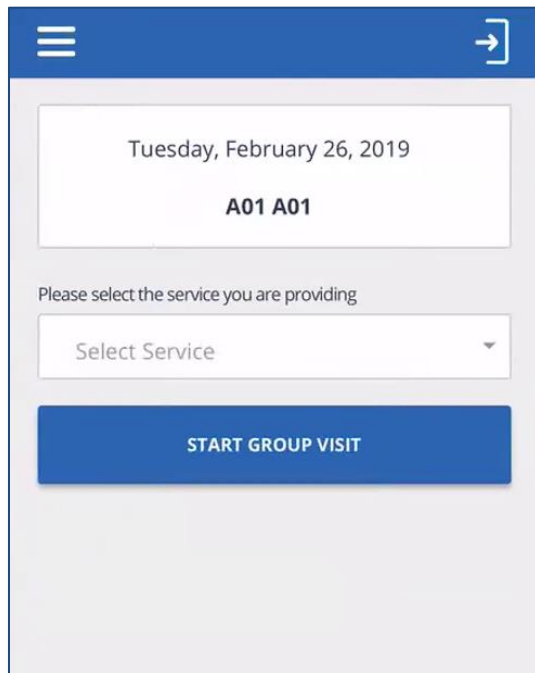 Tuesday, February 26, 2019
A01 A01
Please select the service you are providing
Select Service
START GROUP VISIT